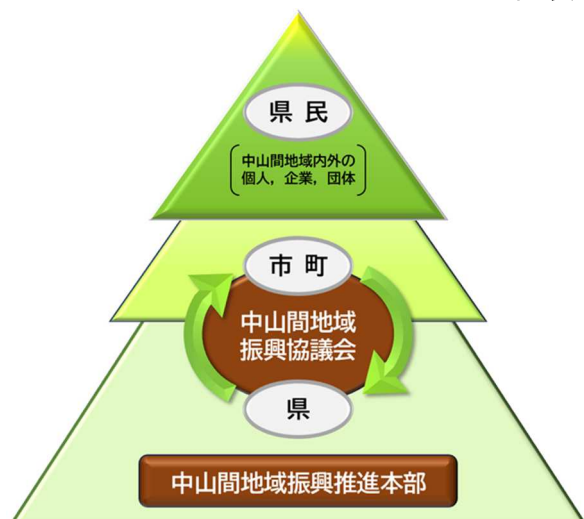 県 民
中山間地域内外の
個人，企業，団体
市 町
中山間地域
振興協議会
県
中山間地域振興推進本部